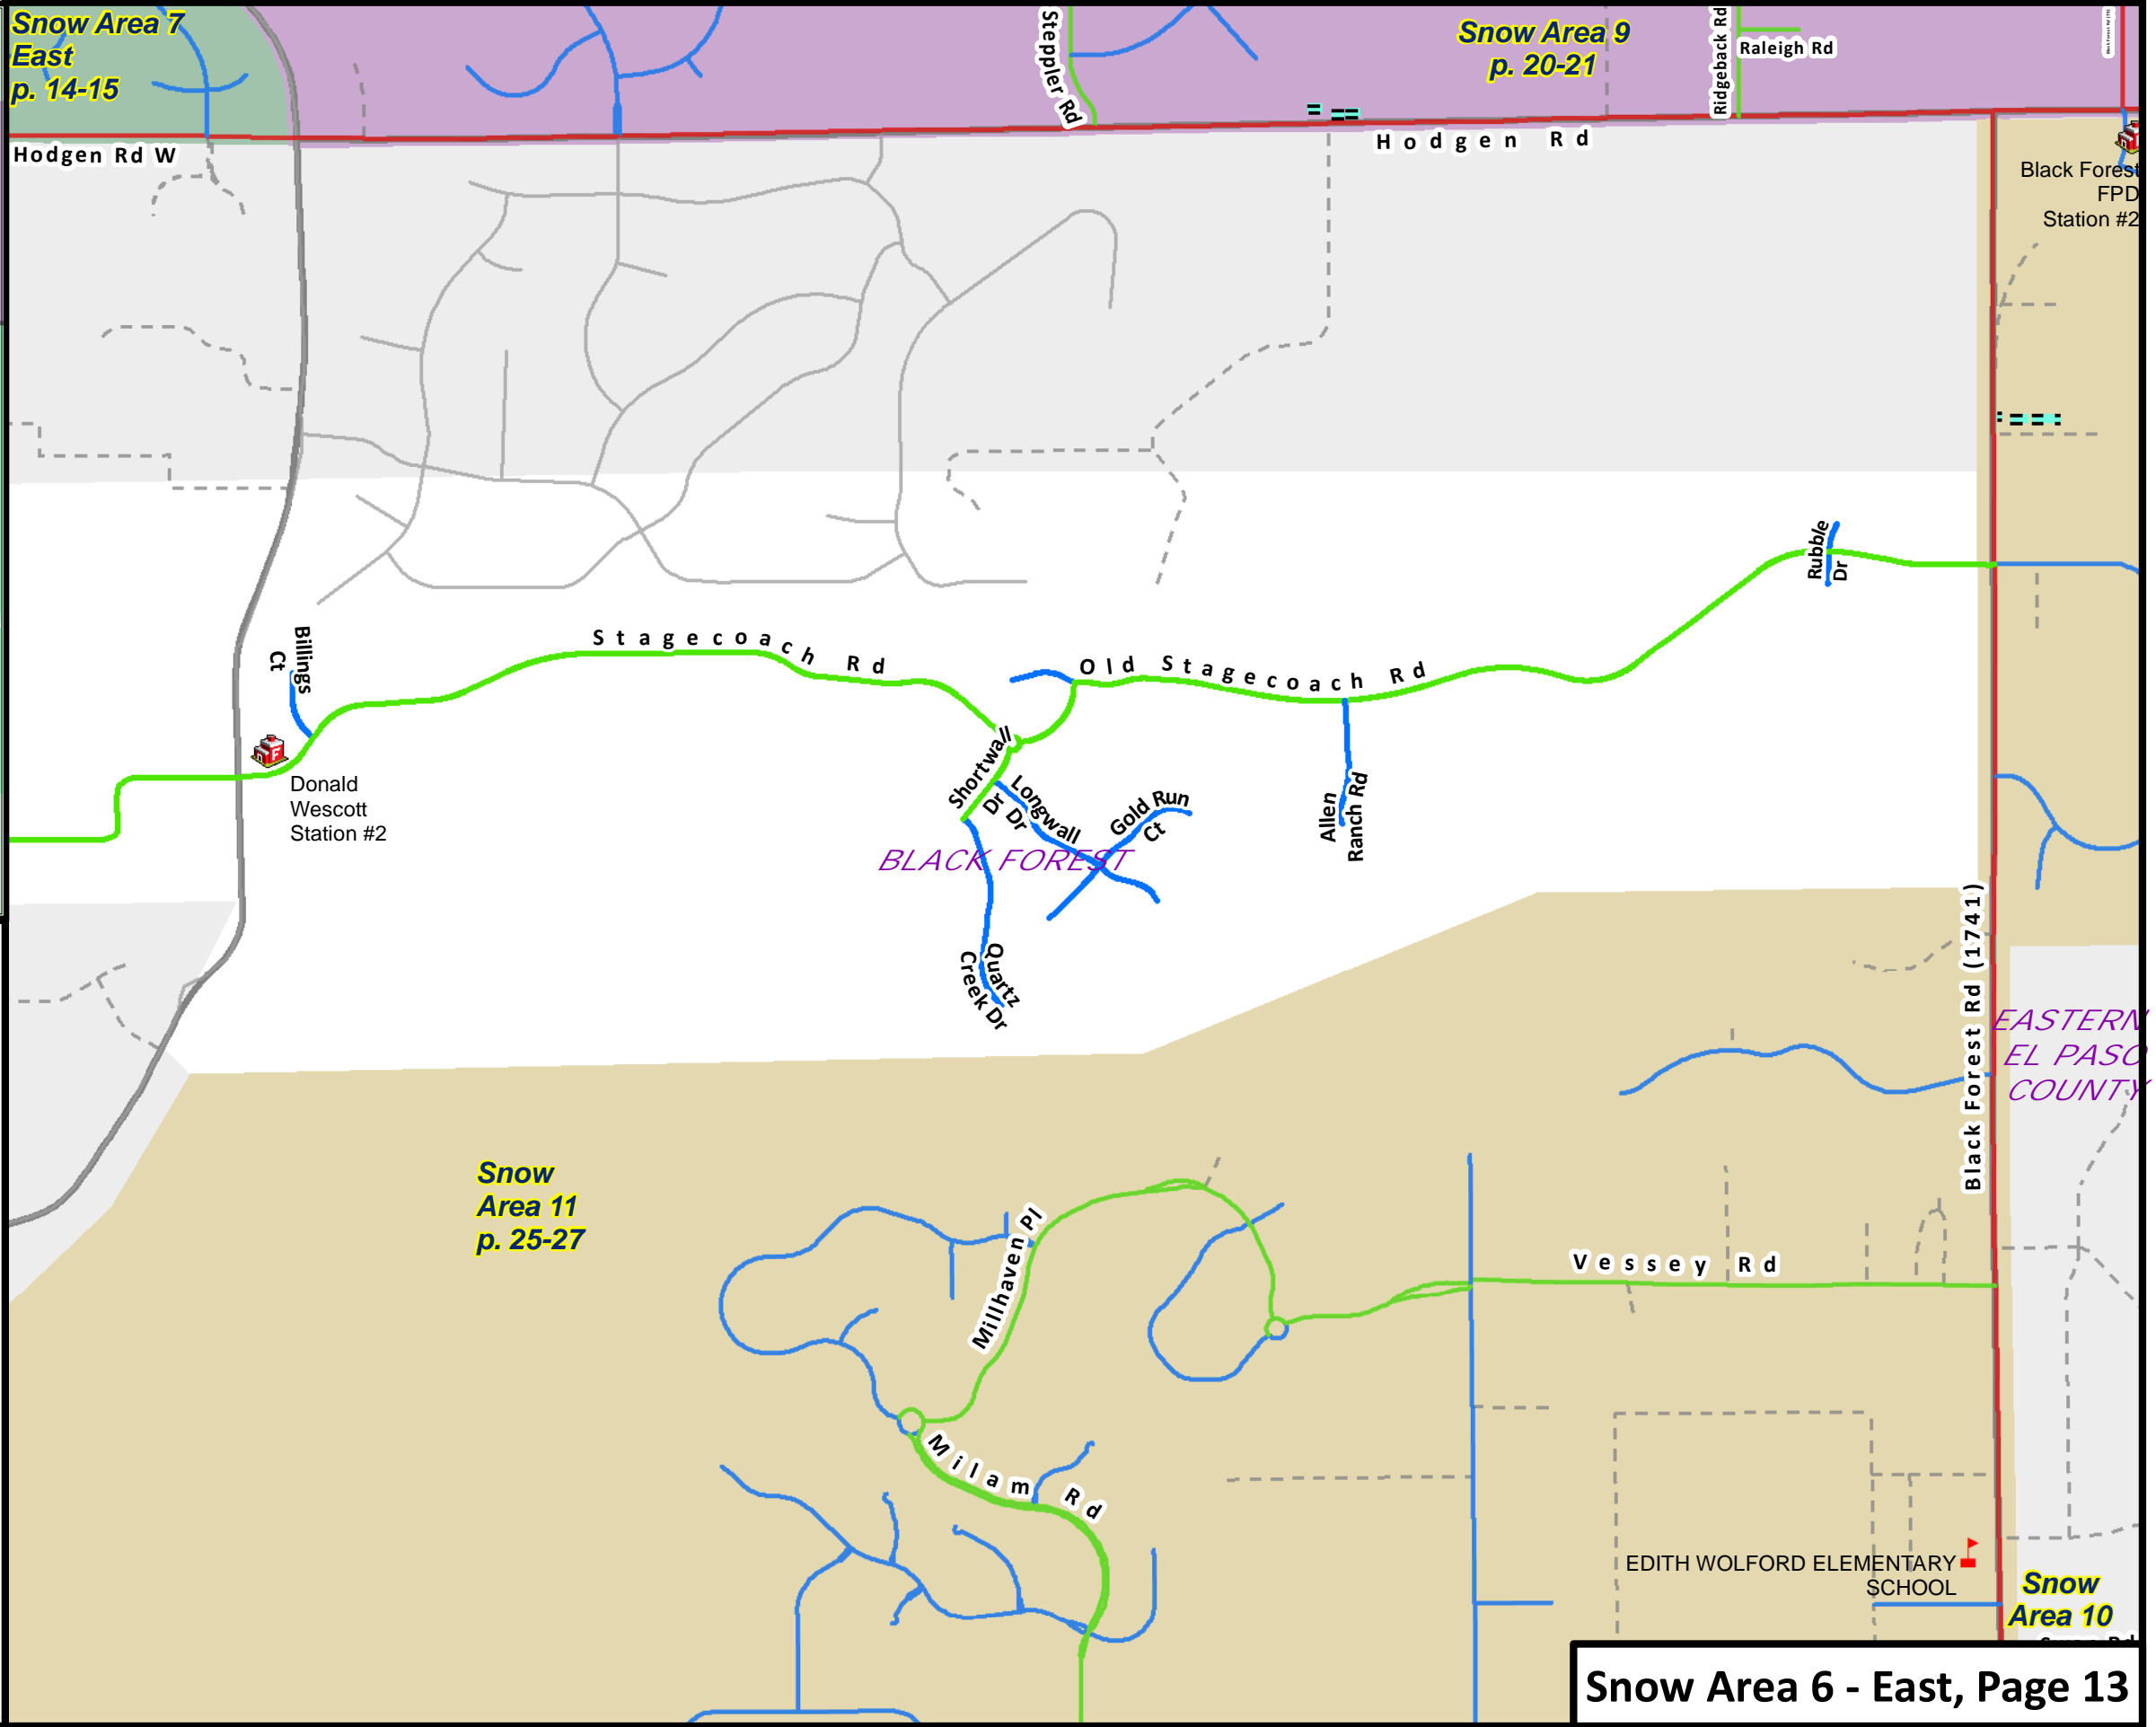 Snow Area 7
East
p. 14-15
Steppler Rd
Snow Area 9
p. 20-21
Ridgeback Rd
Raleigh Rd
Hodgen Rd W
Hodgen Rd
Black Forest
FPD
Station #2
Rubble
Dr
Billings
Ct
Stagecoach Rd
Old Stagecoach Rd
Donald
Wescott
Station #2
Shortwall
Dr
Longwall
Dr
Gold Run
Ct
Allen
Ranch Rd
BLACK FOREST
Quartz
Creek Dr
Black Forest Rd (1741)
EASTERN
EL PASO
COUNTY
Snow
Area 11
p. 25-27
Millhaven Pl
Vessey Rd
Milam Rd
EDITH WOLFORD ELEMENTARY
SCHOOL
Snow
Area 10
Snow Area 6 - East, Page 13